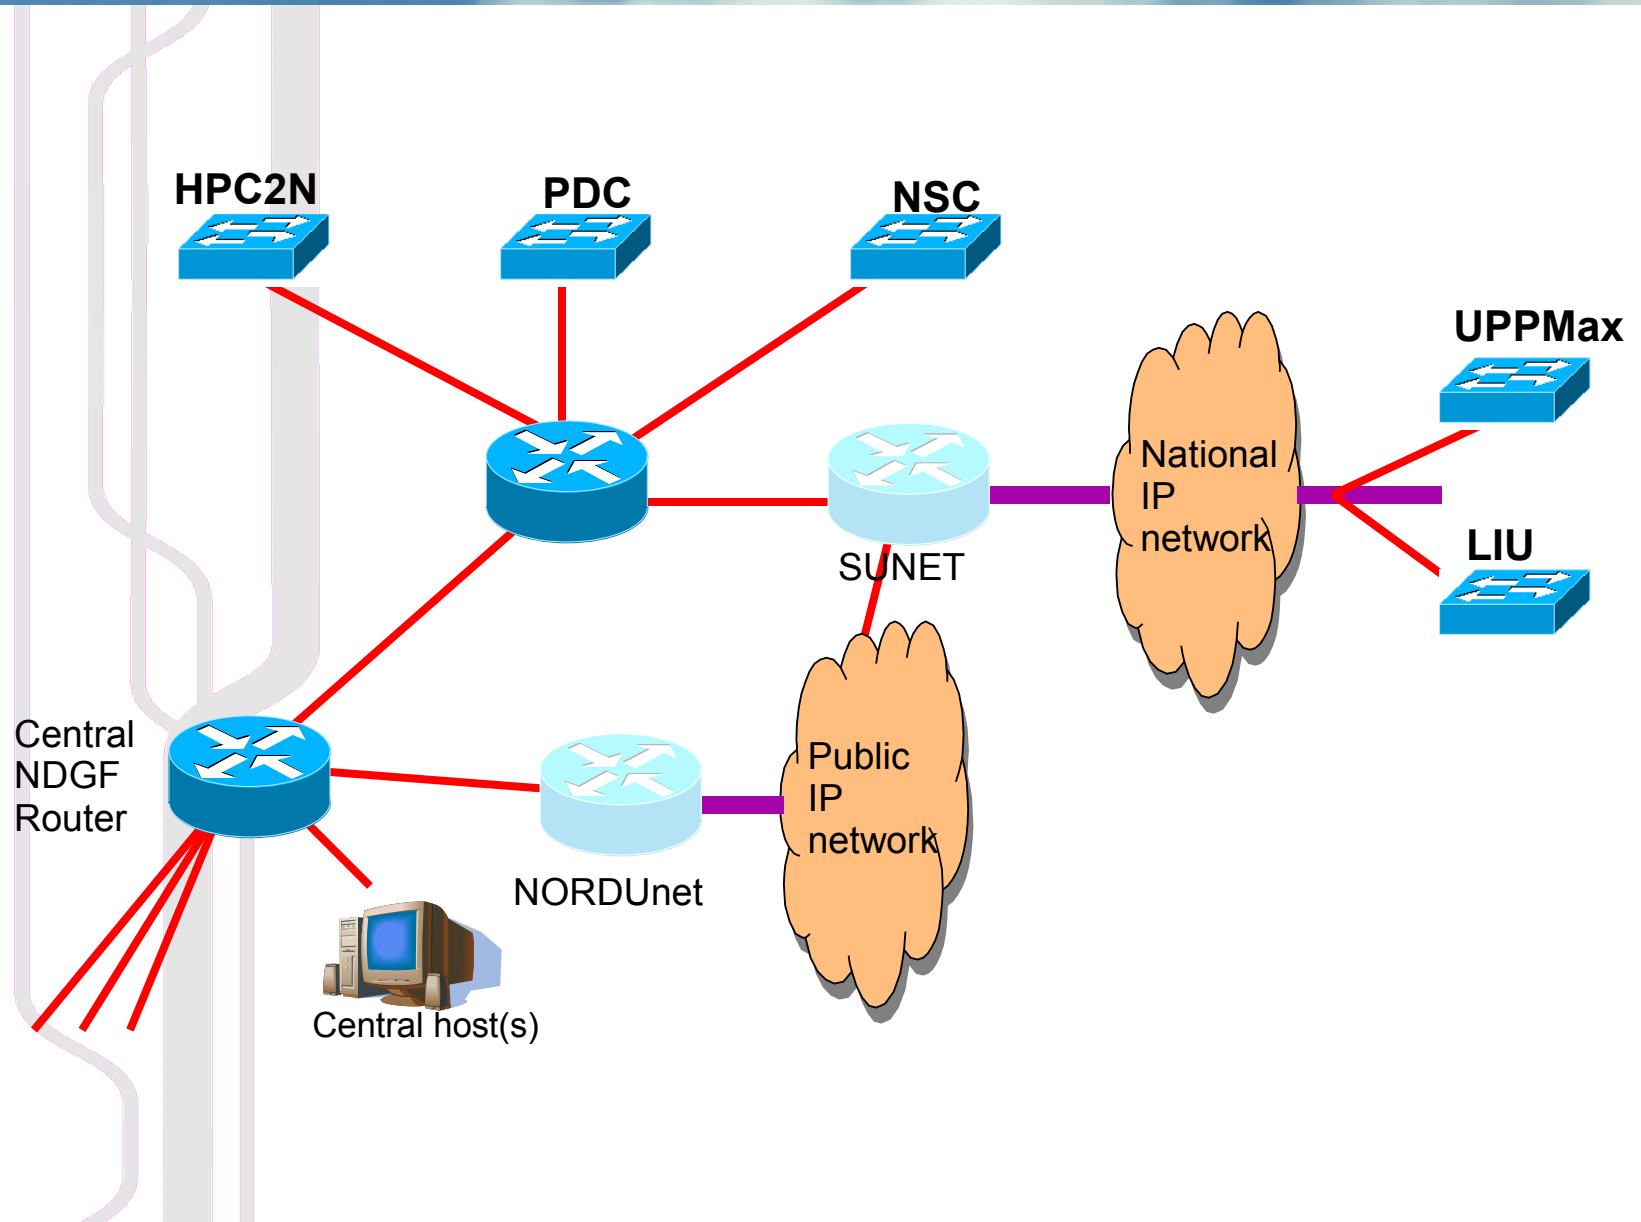 HPC2N
PDC
NSC
UPPMax
National
IP
network
LIU
SUNET
Central
NDGF
Router
Public
IP
network
NORDUnet
Central host(s)